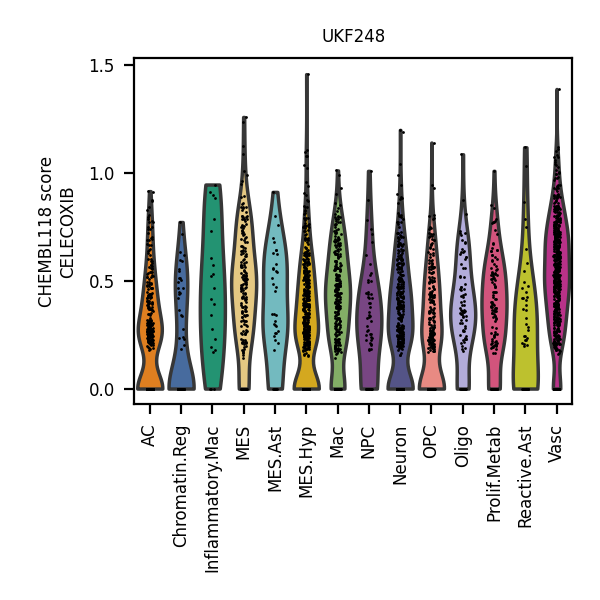 UKF248
CHEMBL118 score
CELECOXIB
1.5
1.0
0.5
0.0
AC
Chromatin.Reg
Inflammatory.Mac
MES
MES.Ast
MES.Hyp
Mac
NPC
Neuron
OPC
Oligo
Prolif.Metab
Reactive.Ast
Vasc